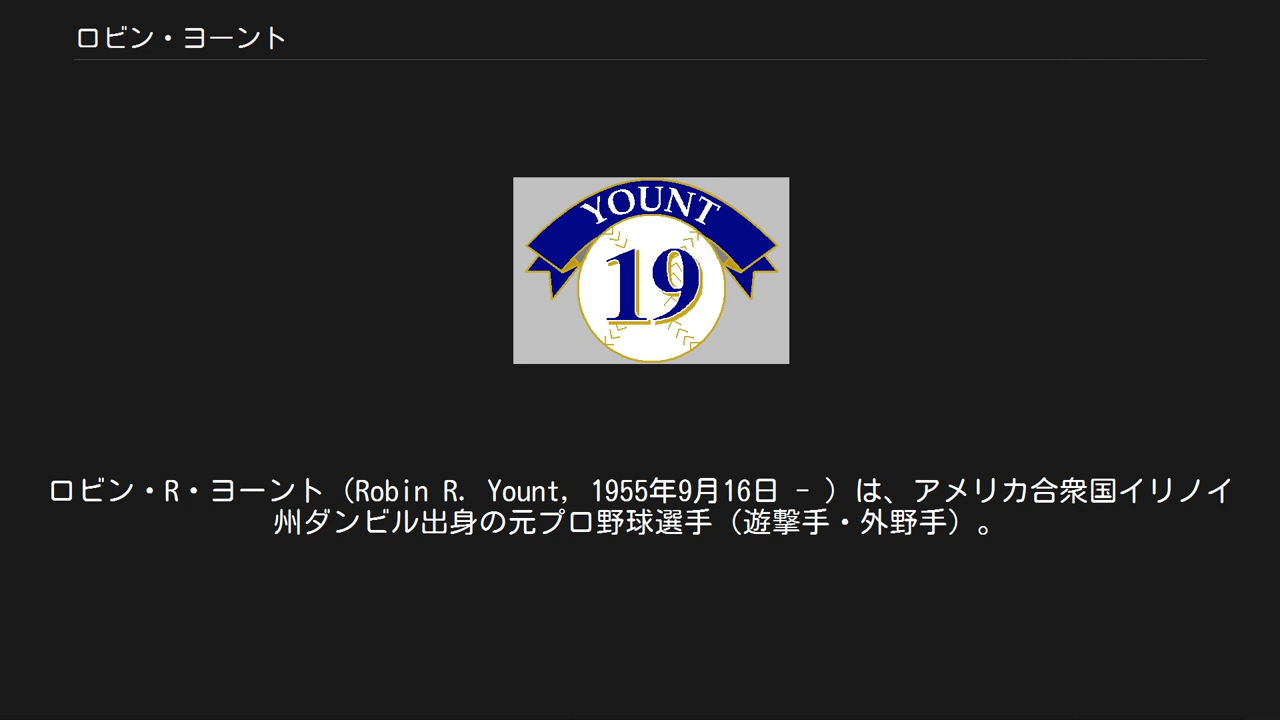 ロビン・ヨーント
YOUNT
19
ロビン・R・ヨーント（Robin R. Yount, 1955年9月16日 - ）は、アメリカ合衆国イリノイ
州ダンビル出身の元プロ野球選手（遊撃手・外野手）。